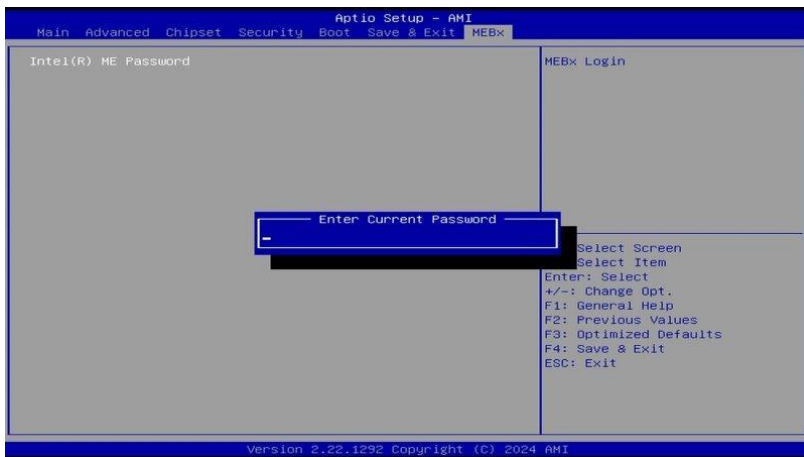 Aptio Setup - AMI
Main Advanced Chipset Security Boot Save & Exit MEBx
Intel(R) ME Password
MEBx Login
Enter Current Password
Select Screen
Select Item
Enter: Select
+/-: Change Opt.
F1: General Help
F2: Previous Values
F3: Optimized Defaults
F4: Save & Exit
ESC: Exit
Version 2.22.1292 Copyright (C) 2024 AMI